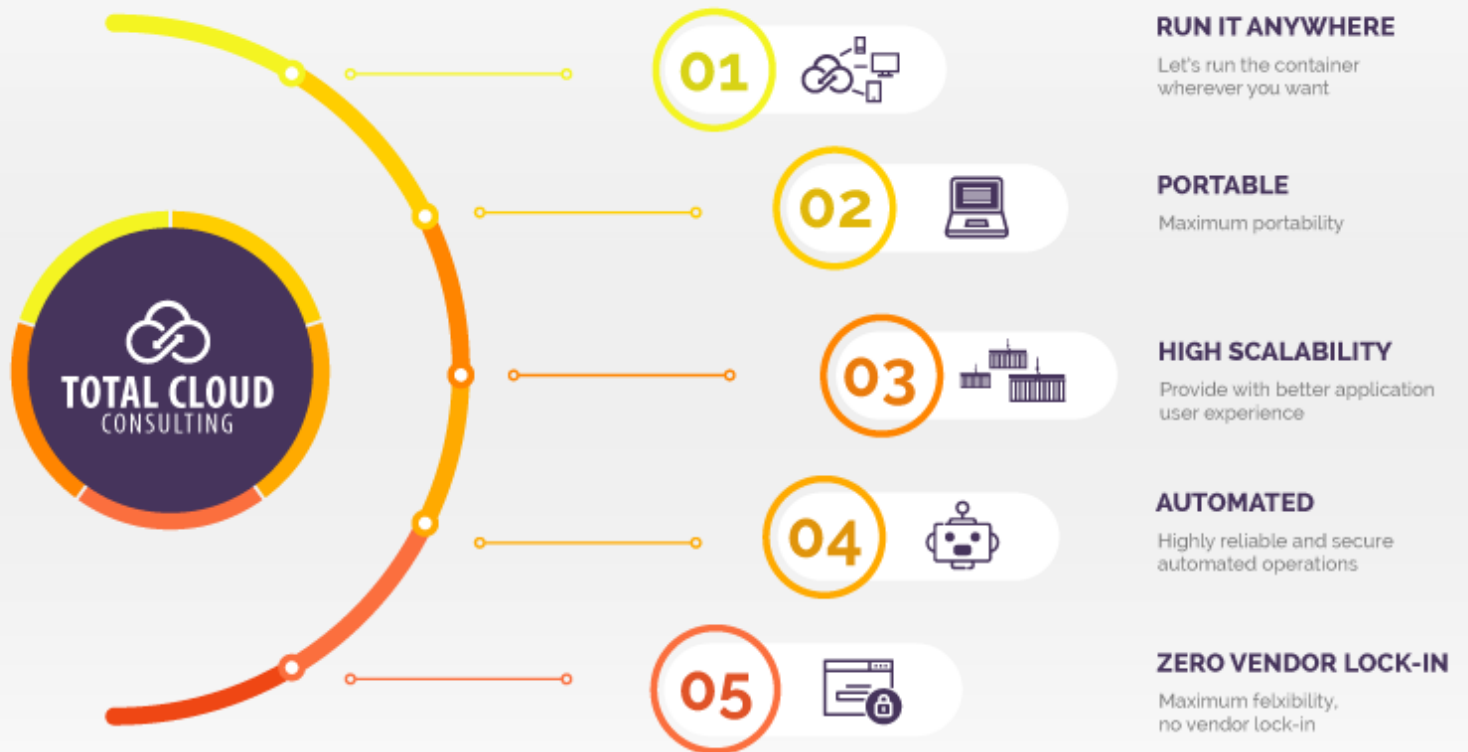 TOTAL CLOUD
CONSULTING
01
RUN IT ANYWHERE
Let's run the container
wherever you want
02
PORTABLE
Maximum portability
03
HIGH SCALABILITY
Provide with better application
user experience
04
AUTOMATED
Highly reliable and secure
automated operations
05
ZERO VENDOR LOCK-IN
Maximum felxibility,
no vendor lock-in